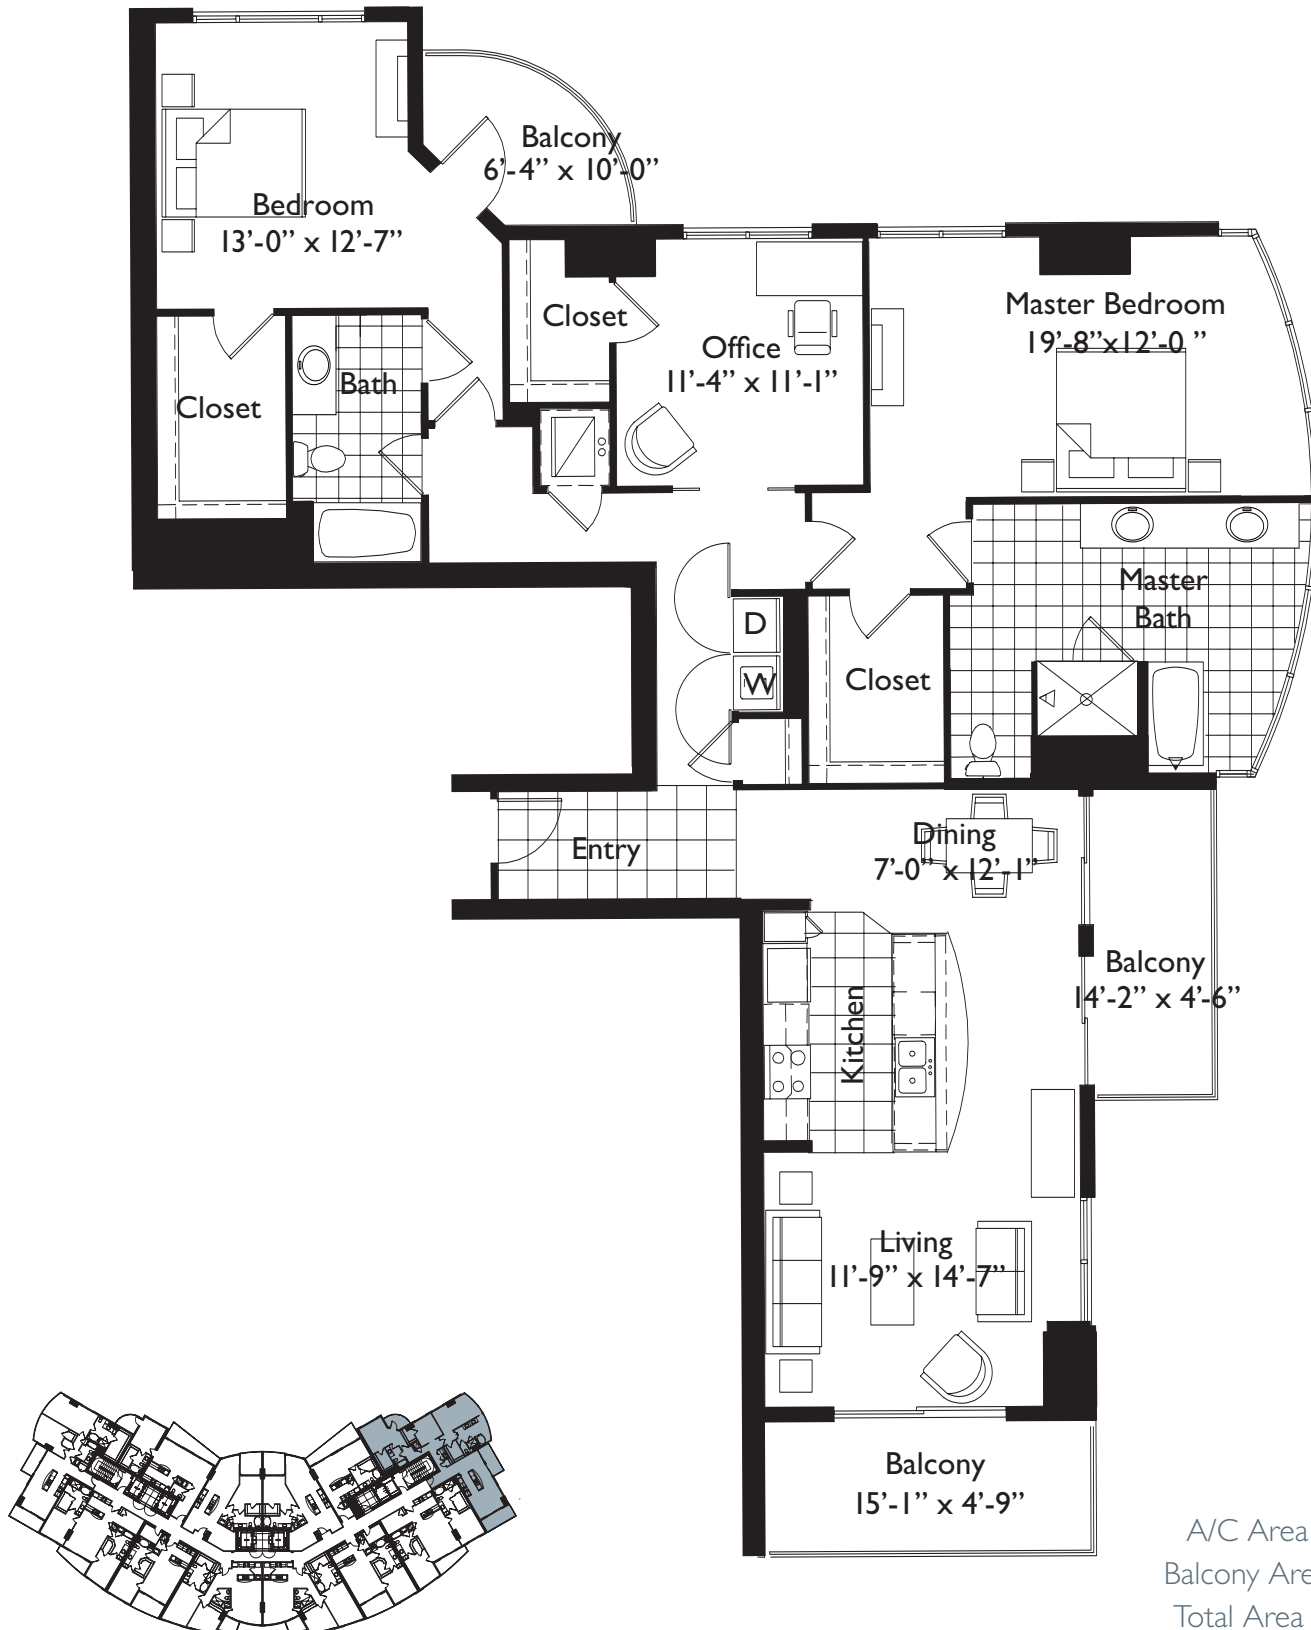 Balcony
6'-4” x 10'-0”
Bedroom
13'-0” x 12'-7”
Closet
Master Bedroom
19'-8”x12'-0 ”
Office
11'-4” x 11'-1”
Bath
Closet
Master
Bath
D
W
Closet
Entry
Dining
7'-0” x 12'-1”
Balcony
14'-2” x 4'-6”
Kitchen
Living
11'-9” x 14'-7”
Balcony
15'-1” x 4'-9”
A/C Area
Balcony Are
Total Area